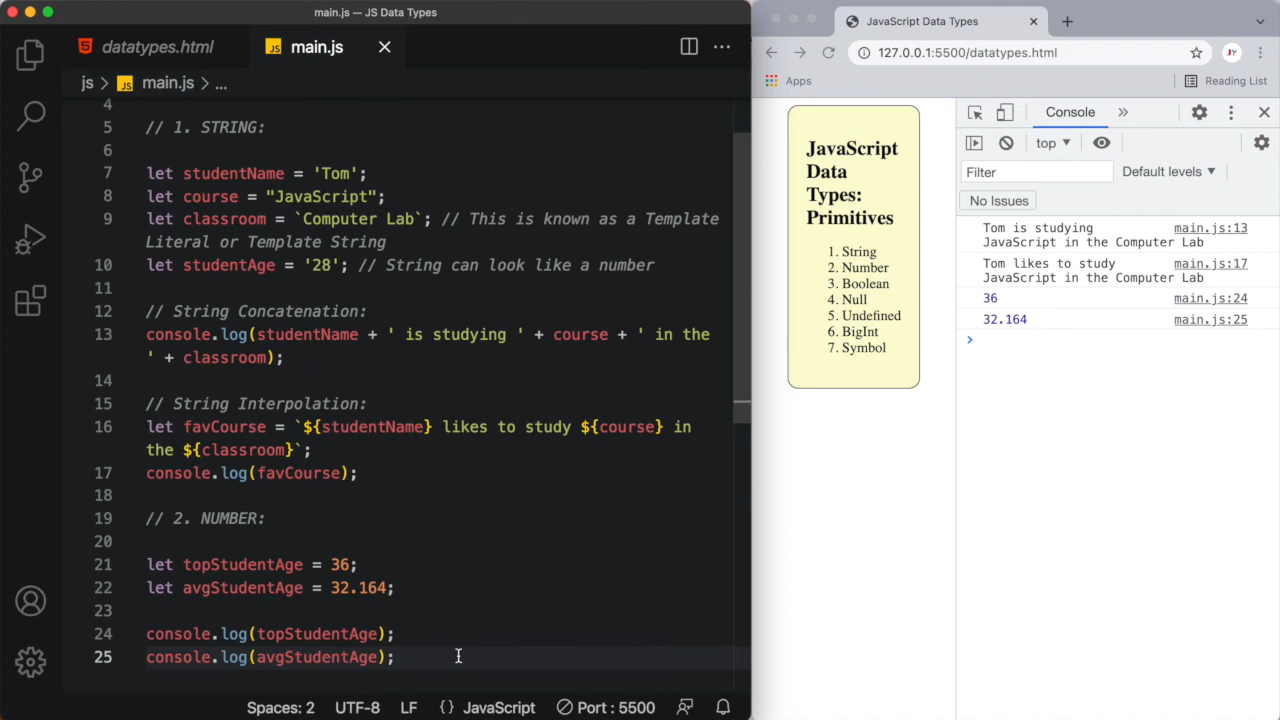 main.js — JS Data Types
datatypes.html
JS main.js
js > JS main.js > ...
4
5 // 1. STRING:
6
7 let studentName = 'Tom';
8 let course = "JavaScript";
9 let classroom = `Computer Lab`; // This is known as a Template
Literal or Template String
10 let studentAge = '28'; // String can look like a number
11
12 // String Concatenation:
13 console.log(studentName + ' is studying ' + course + ' in the
' + classroom);
14
15 // String Interpolation:
16 let favCourse = `${studentName} likes to study ${course} in
the ${classroom}`;
17 console.log(favCourse);
18
19 // 2. NUMBER:
20
21 let topStudentAge = 36;
22 let avgStudentAge = 32.164;
23
24 console.log(topStudentAge);
25 console.log(avgStudentAge);
Spaces: 2 UTF-8 LF {} JavaScript Port : 5500
JavaScript Data Types
127.0.0.1:5500/datatypes.html
JY
Apps
Reading List
JavaScript
Data
Types:
Primitives
1. String
2. Number
3. Boolean
4. Null
5. Undefined
6. BigInt
7. Symbol
Console
top
Filter
Default levels
No Issues
Tom is studying main.js:13
JavaScript in the Computer Lab
Tom likes to study main.js:17
JavaScript in the Computer Lab
36 main.js:24
32.164 main.js:25
>